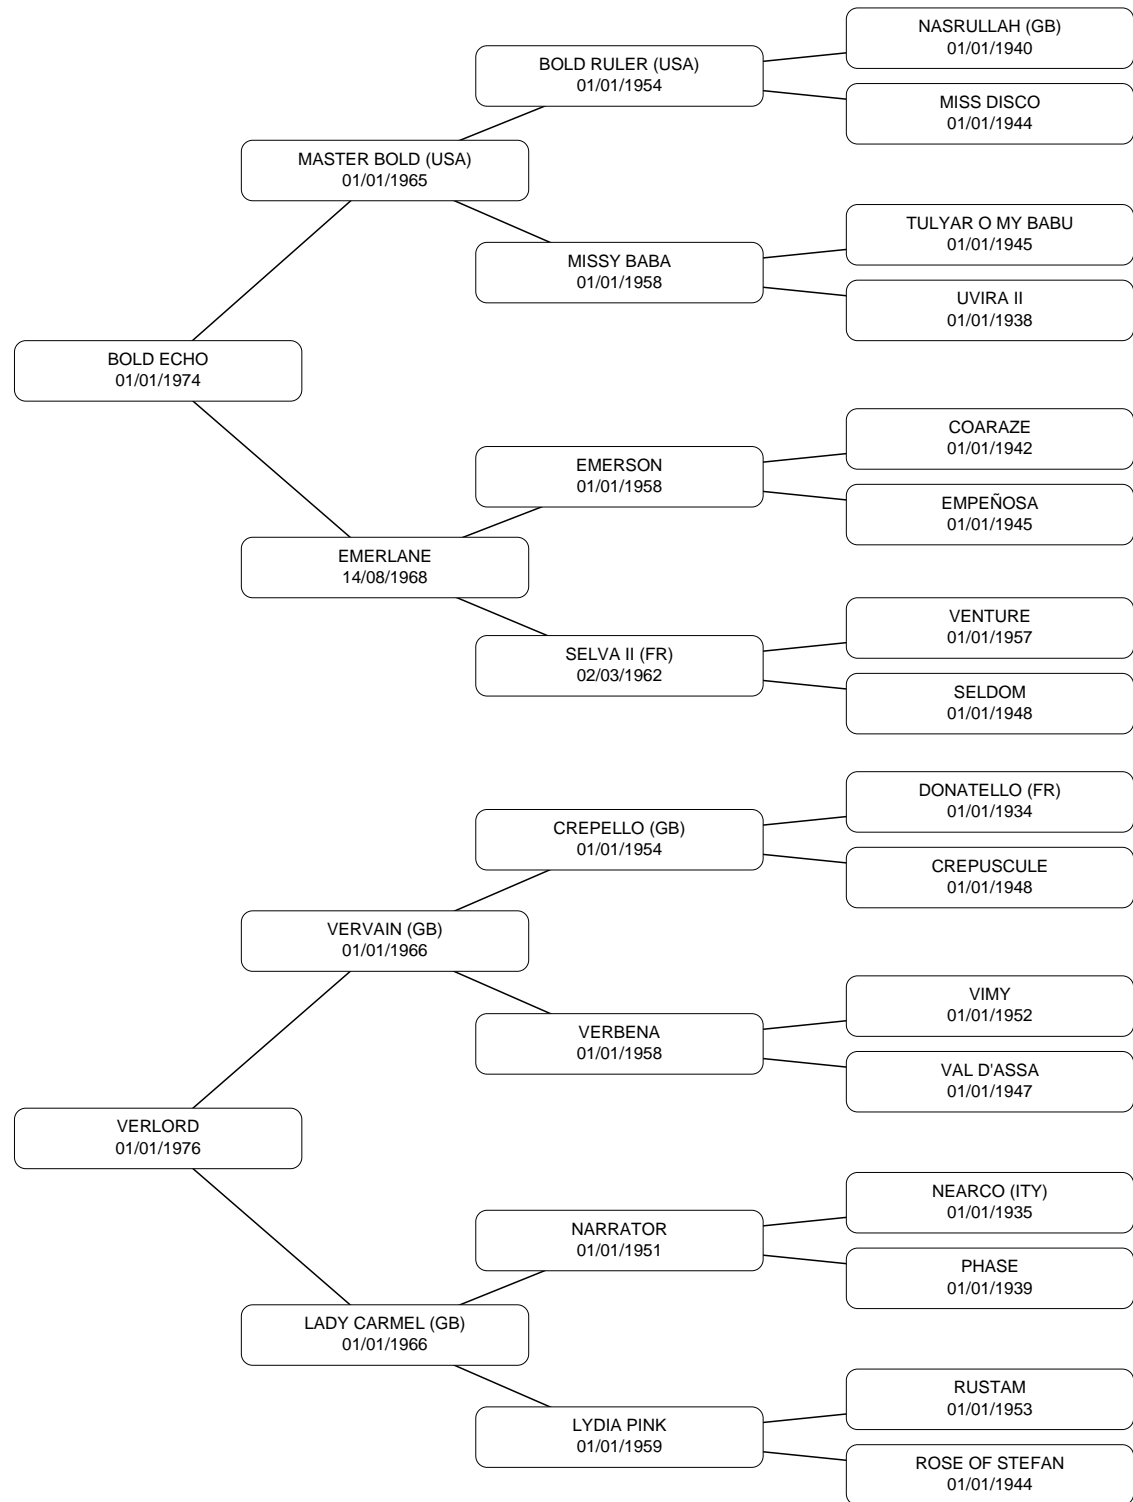 NASRULLAH (GB)
01/01/1940
BOLD RULER (USA)
01/01/1954
MISS DISCO
01/01/1944
MASTER BOLD (USA)
01/01/1965
TULYAR O MY BABU
01/01/1945
MISSY BABA
01/01/1958
UVIRA II
01/01/1938
BOLD ECHO
01/01/1974
COARAZE
01/01/1942
EMERSON
01/01/1958
EMPEÑOSA
01/01/1945
EMERLANE
14/08/1968
VENTURE
01/01/1957
SELVA II (FR)
02/03/1962
SELDOM
01/01/1948
DONATELLO (FR)
01/01/1934
CREPELLO (GB)
01/01/1954
CREPUSCULE
01/01/1948
VERVAIN (GB)
01/01/1966
VIMY
01/01/1952
VERBENA
01/01/1958
VAL D'ASSA
01/01/1947
VERLORD
01/01/1976
NEARCO (ITY)
01/01/1935
NARRATOR
01/01/1951
PHASE
01/01/1939
LADY CARMEL (GB)
01/01/1966
RUSTAM
01/01/1953
LYDIA PINK
01/01/1959
ROSE OF STEFAN
01/01/1944